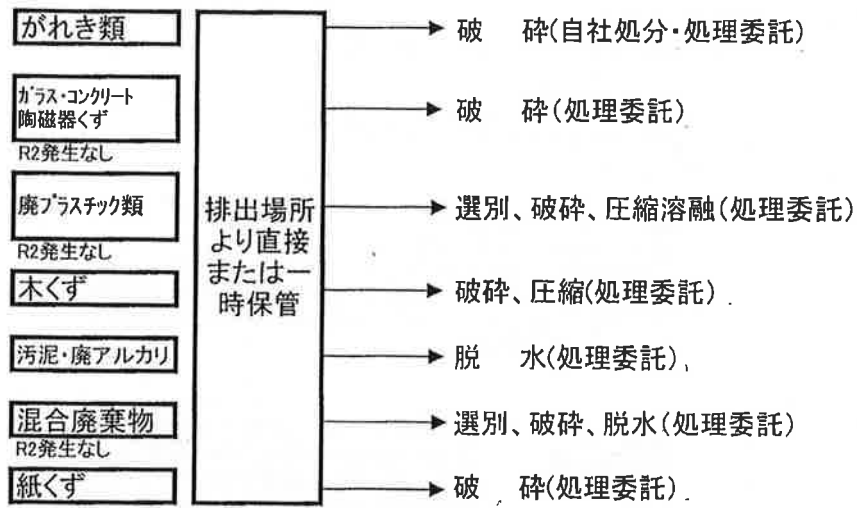 がれき類
破　砕(自社処分・処理委託)
ガラス・コンクリート
陶磁器くず
R2発生なし
破　砕(処理委託)
廃プラスチック類
R2発生なし
選別、破砕、圧縮溶融(処理委託)
排出場所
より直接
または一
時保管
木くず
破砕、圧縮(処理委託)
汚泥・廃アルカリ
脱　水(処理委託)
混合廃棄物
R2発生なし
選別、破砕、脱水(処理委託)
紙くず
破　砕(処理委託)